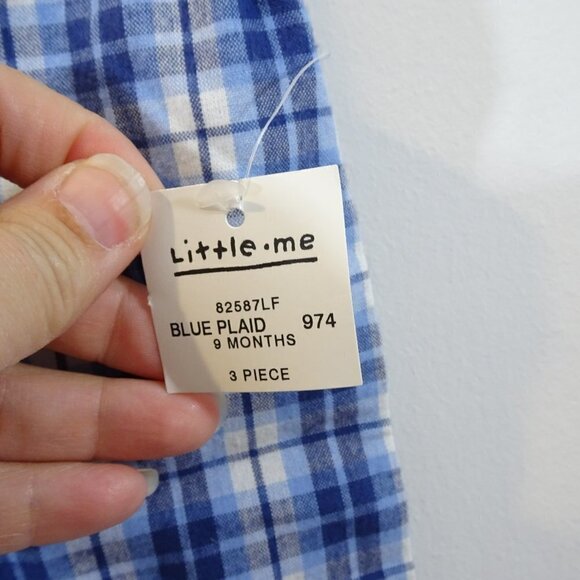 Little·me
82587LF
BLUE PLAID 974
9 MONTHS
3 PIECE